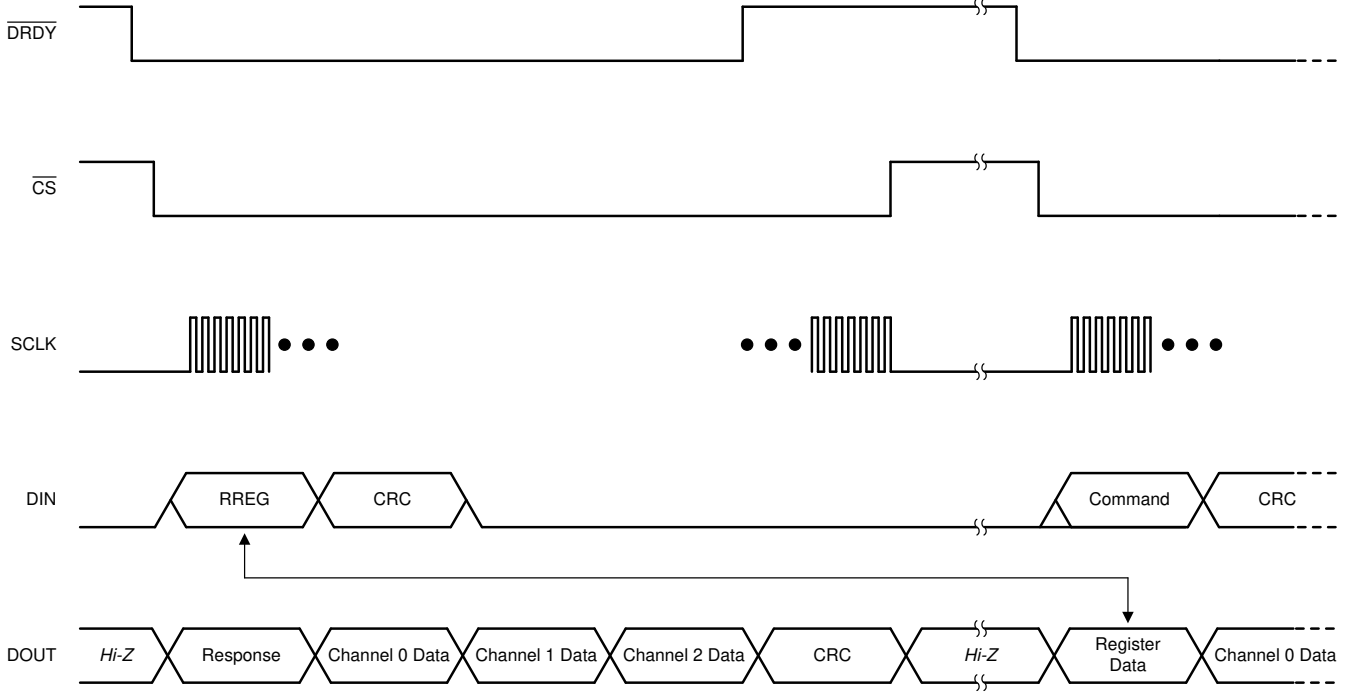 DRDY
CS
SCLK
DIN
RREG
CRC
Command
CRC
DOUT
Hi-Z
Response
Channel 0 Data
Channel 1 Data
Channel 2 Data
CRC
Hi-Z
Register
Data
Channel 0 Data